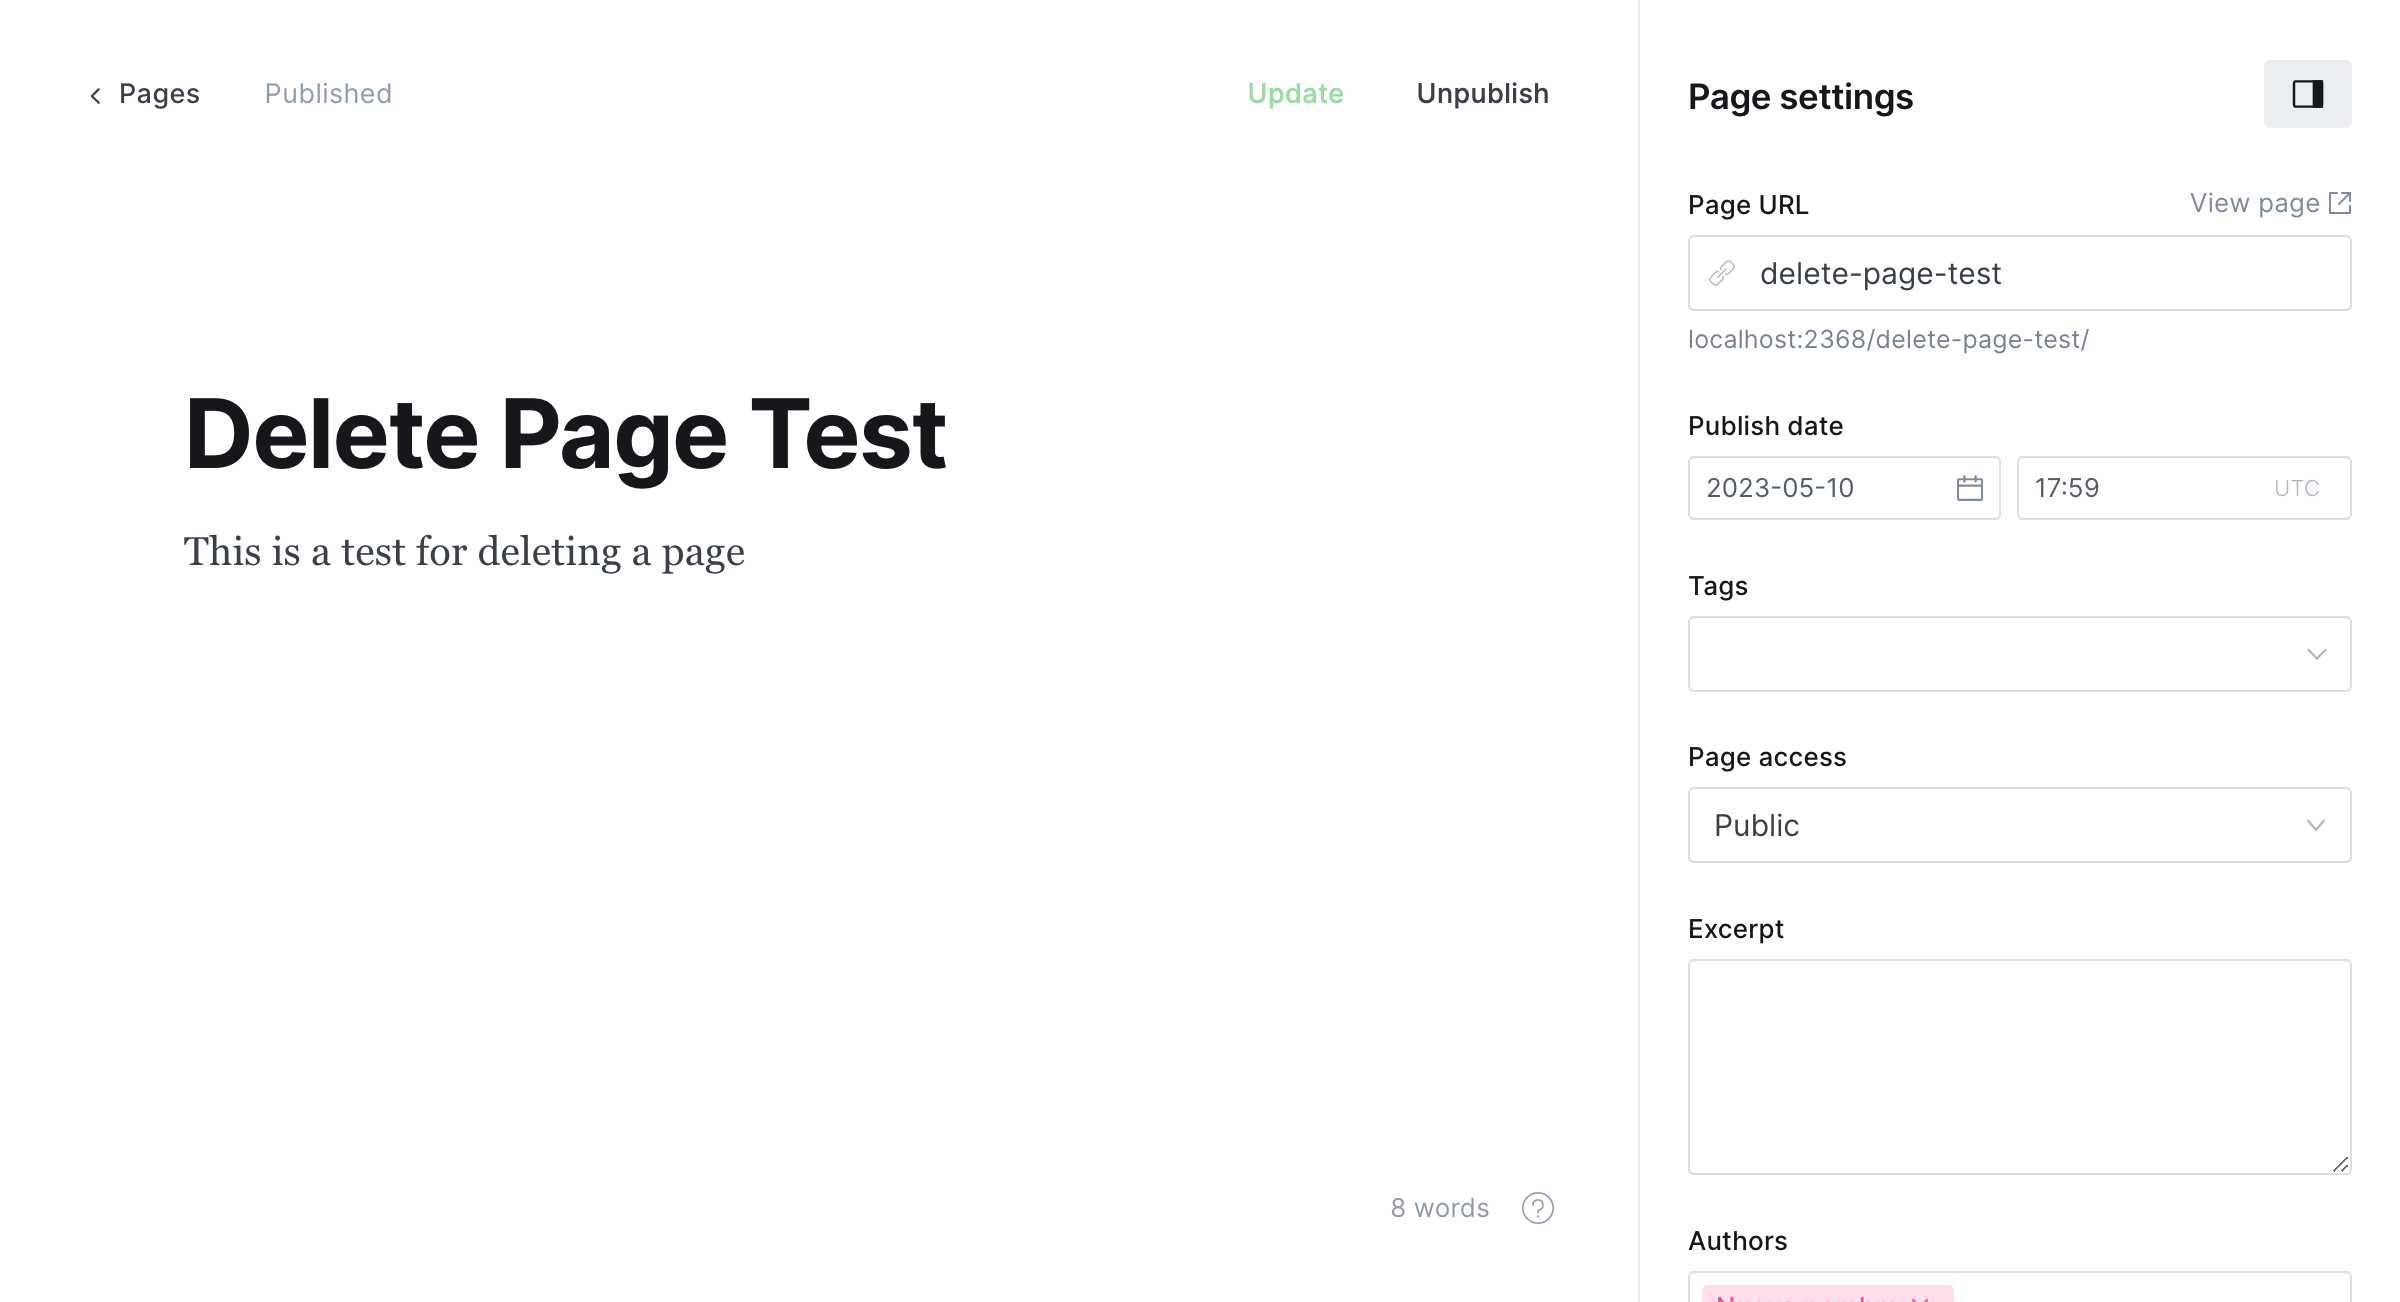 Pages
Published
Update
Unpublish
Delete Page Test
This is a test for deleting a page
8 words
?
Page settings
Page URL
View page
delete-page-test
localhost:2368/delete-page-test/
Publish date
2023-05-10
17:59
UTC
Tags
Page access
Public
Excerpt
Authors